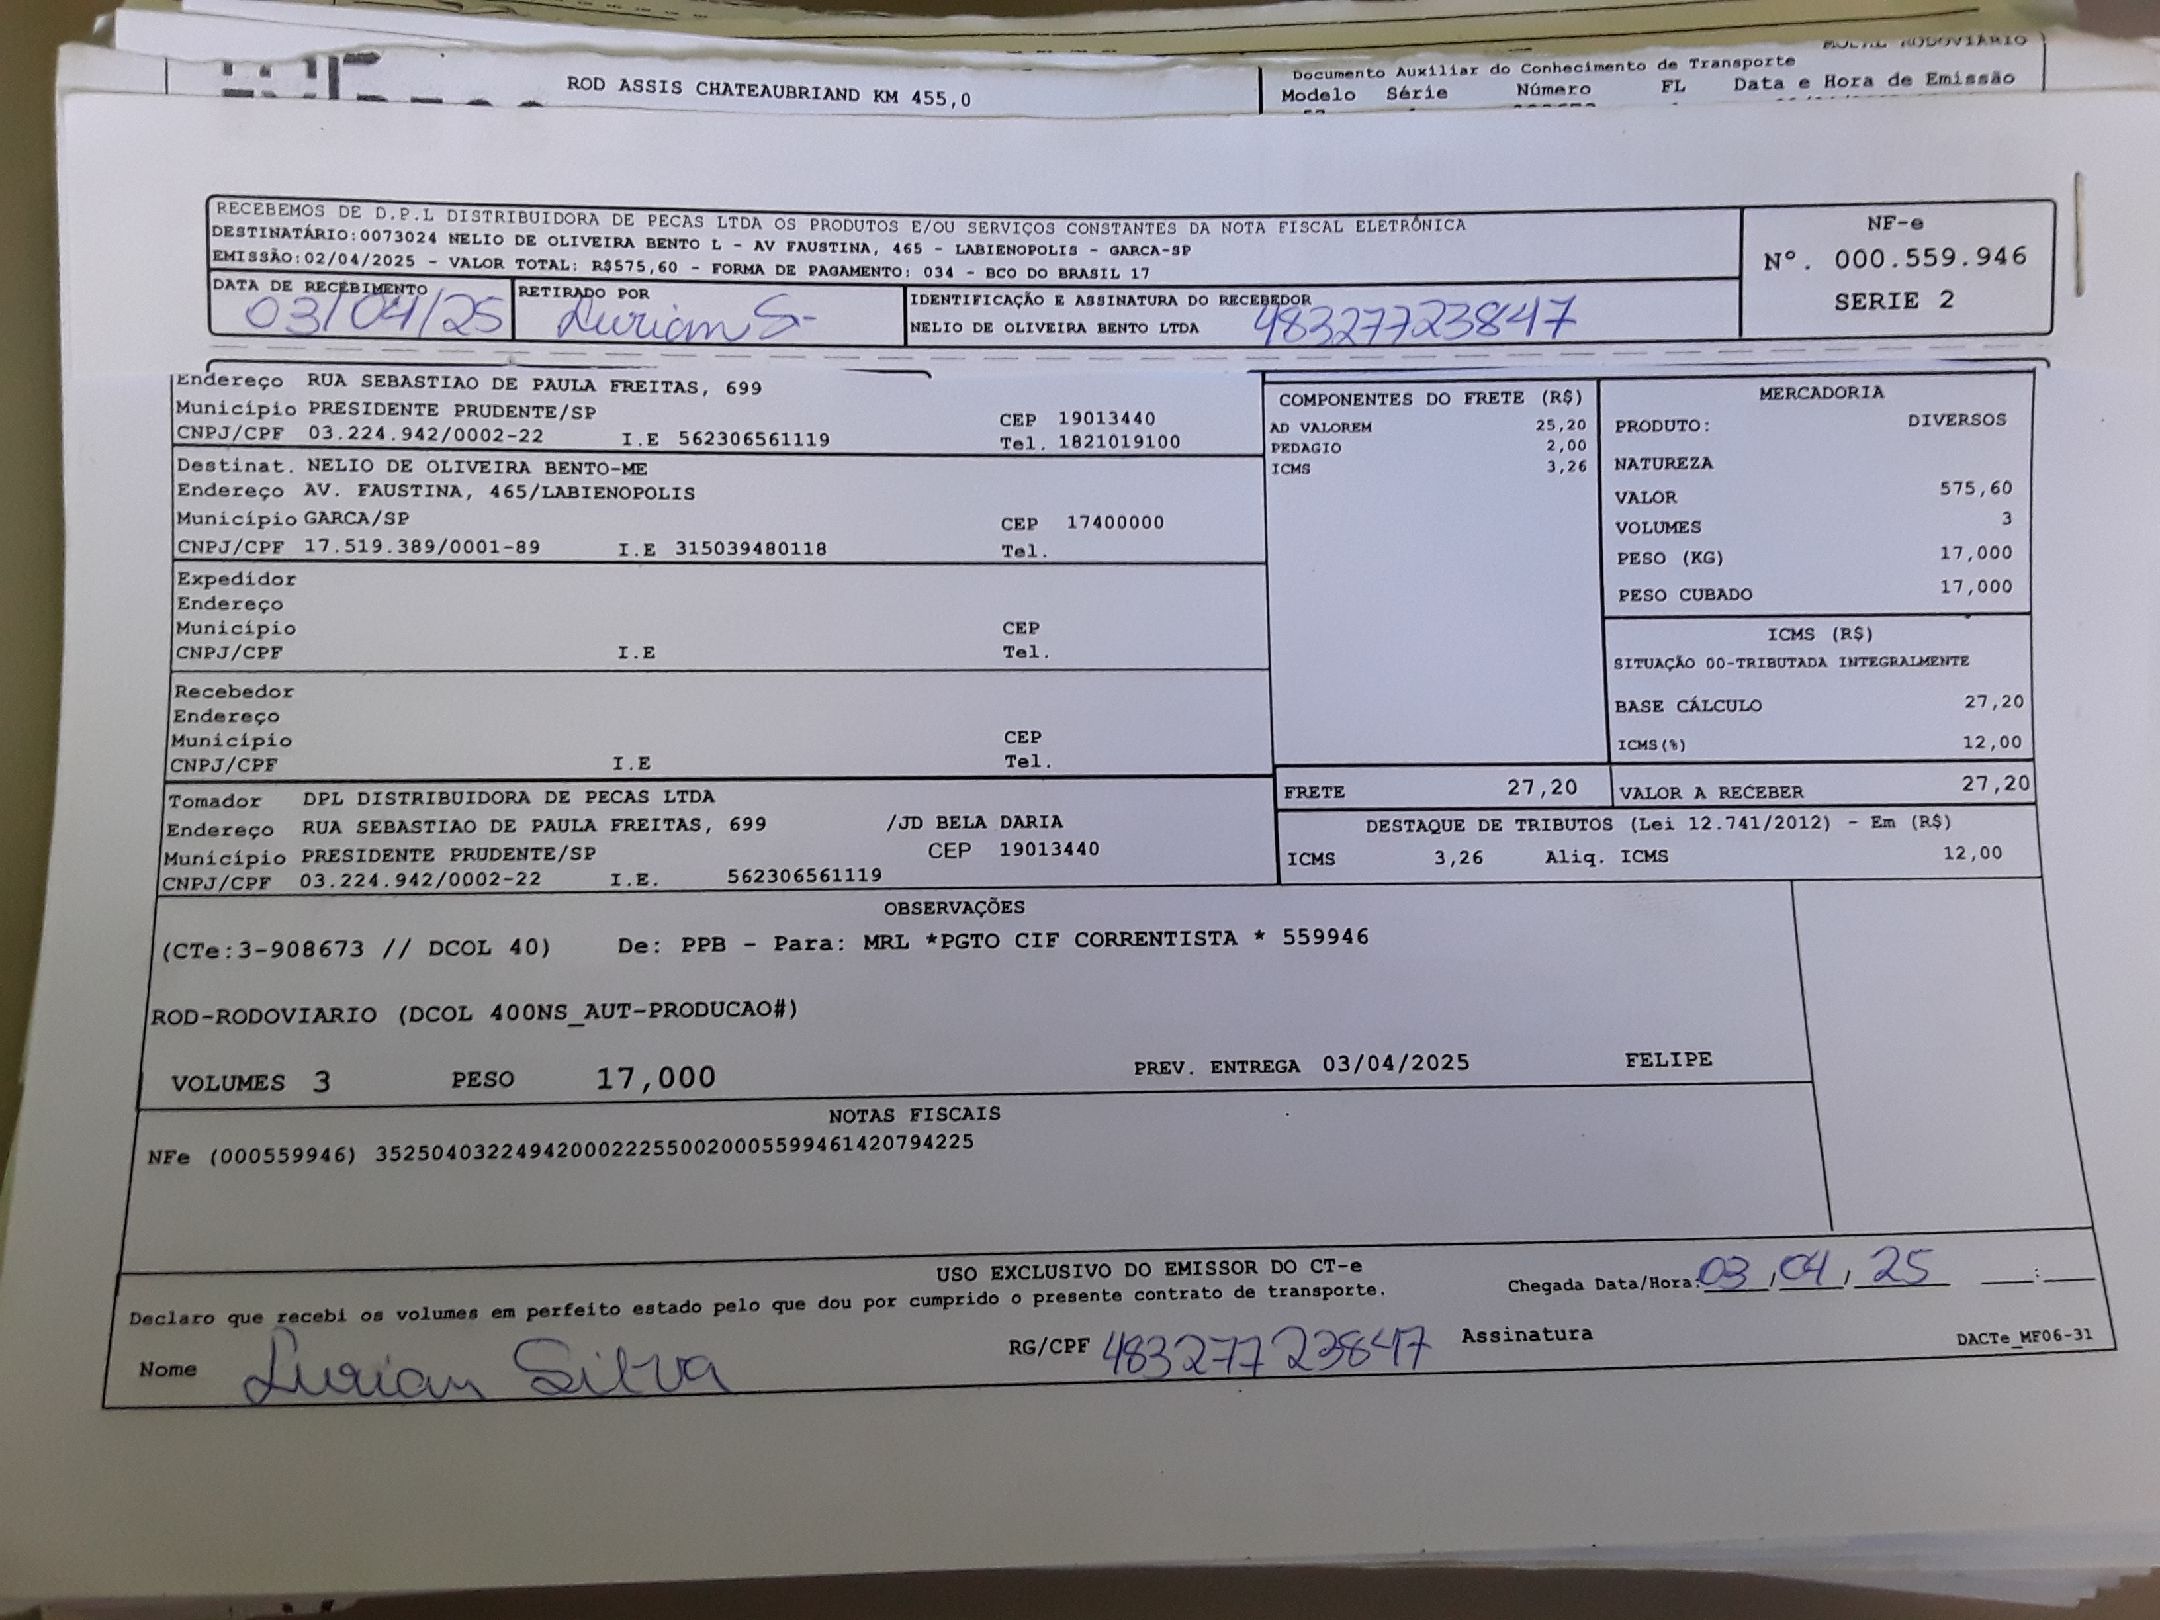 MODAL RODOVIÁRIO
ROD ASSIS CHATEAUBRIAND KM 455,0
Documento Auxiliar do Conhecimento de Transporte
Modelo Série Número FL Data e Hora de Emissão
RECEBEMOS DE D.P.L DISTRIBUIDORA DE PECAS LTDA OS PRODUTOS E/OU SERVIÇOS CONSTANTES DA NOTA FISCAL ELETRÔNICA
DESTINATÁRIO:0073024 NELIO DE OLIVEIRA BENTO L - AV FAUSTINA, 465 - LABIENOPOLIS - GARCA-SP
EMISSÃO:02/04/2025 - VALOR TOTAL: R$575,60 - FORMA DE PAGAMENTO: 034 - BCO DO BRASIL 17
NF-e
Nº. 000.559.946
SERIE 2
DATA DE RECEBIMENTO
03/04/25
RETIRADO POR
Lurian S-
IDENTIFICAÇÃO E ASSINATURA DO RECEBEDOR
NELIO DE OLIVEIRA BENTO LTDA 48327723847
Endereço RUA SEBASTIAO DE PAULA FREITAS, 699
Município PRESIDENTE PRUDENTE/SP CEP 19013440
CNPJ/CPF 03.224.942/0002-22 I.E 562306561119 Tel. 1821019100
Destinat. NELIO DE OLIVEIRA BENTO-ME
Endereço AV. FAUSTINA, 465/LABIENOPOLIS
Município GARCA/SP CEP 17400000
CNPJ/CPF 17.519.389/0001-89 I.E 315039480118 Tel.
Expedidor
Endereço
Município CEP
CNPJ/CPF I.E Tel.
Recebedor
Endereço
Município CEP
CNPJ/CPF I.E Tel.
Tomador DPL DISTRIBUIDORA DE PECAS LTDA
Endereço RUA SEBASTIAO DE PAULA FREITAS, 699 /JD BELA DARIA
Município PRESIDENTE PRUDENTE/SP CEP 19013440
CNPJ/CPF 03.224.942/0002-22 I.E. 562306561119
COMPONENTES DO FRETE (R$)
AD VALOREM 25,20
PEDAGIO 2,00
ICMS 3,26
MERCADORIA
PRODUTO: DIVERSOS
NATUREZA
VALOR 575,60
VOLUMES 3
PESO (KG) 17,000
PESO CUBADO 17,000
ICMS (R$)
SITUAÇÃO 00-TRIBUTADA INTEGRALMENTE
BASE CÁLCULO 27,20
ICMS(%) 12,00
FRETE 27,20 VALOR A RECEBER 27,20
DESTAQUE DE TRIBUTOS (Lei 12.741/2012) - Em (R$)
ICMS 3,26 Aliq. ICMS 12,00
OBSERVAÇÕES
(CTe:3-908673 // DCOL 40) De: PPB - Para: MRL *PGTO CIF CORRENTISTA * 559946
ROD-RODOVIARIO (DCOL 400NS_AUT-PRODUCAO#)
VOLUMES 3 PESO 17,000 PREV. ENTREGA 03/04/2025 FELIPE
NOTAS FISCAIS
NFe (000559946) 35250403224942000222550020005599461420794225
USO EXCLUSIVO DO EMISSOR DO CT-e
Declaro que recebi os volumes em perfeito estado pelo que dou por cumprido o presente contrato de transporte. Chegada Data/Hora: 03/04/25 __:__
Nome Lurian Silva RG/CPF 48327723847 Assinatura
DACTe_MF06-31